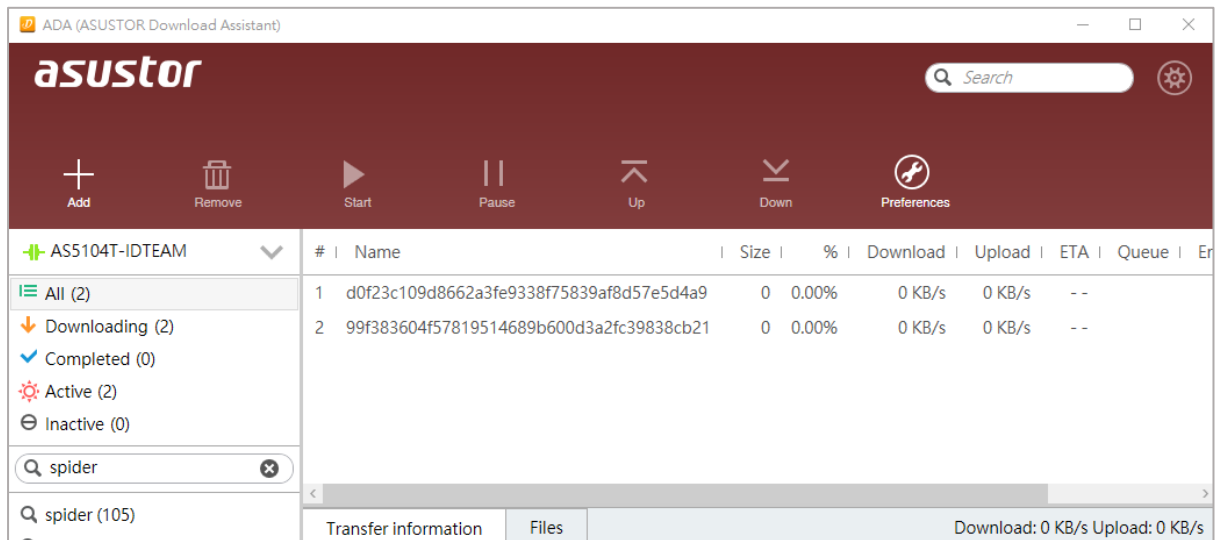 ADA (ASUSTOR Download Assistant)
asustor
Search
Add Remove Start Pause Up Down Preferences
AS5104T-IDTEAM
All (2)
Downloading (2)
Completed (0)
Active (2)
Inactive (0)
spider
spider (105)
# Name Size % Download Upload ETA Queue Er
1 d0f23c109d8662a3fe9338f75839af8d57e5d4a9 0 0.00% 0 KB/s 0 KB/s - -
2 99f383604f57819514689b600d3a2fc39838cb21 0 0.00% 0 KB/s 0 KB/s - -
Transfer information Files Download: 0 KB/s Upload: 0 KB/s